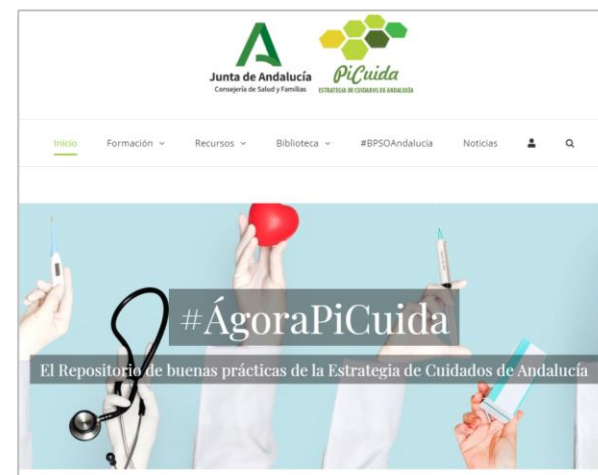 Junta de Andalucía
Consejería de Salud y Familias
PiCuida
ESTRATEGIA DE CUIDADOS DE ANDALUCÍA
Inicio Formación Recursos Biblioteca #BPSOAndalucía Noticias
#ÁgoraPiCuida
El Repositorio de buenas prácticas de la Estrategia de Cuidados de Andalucía